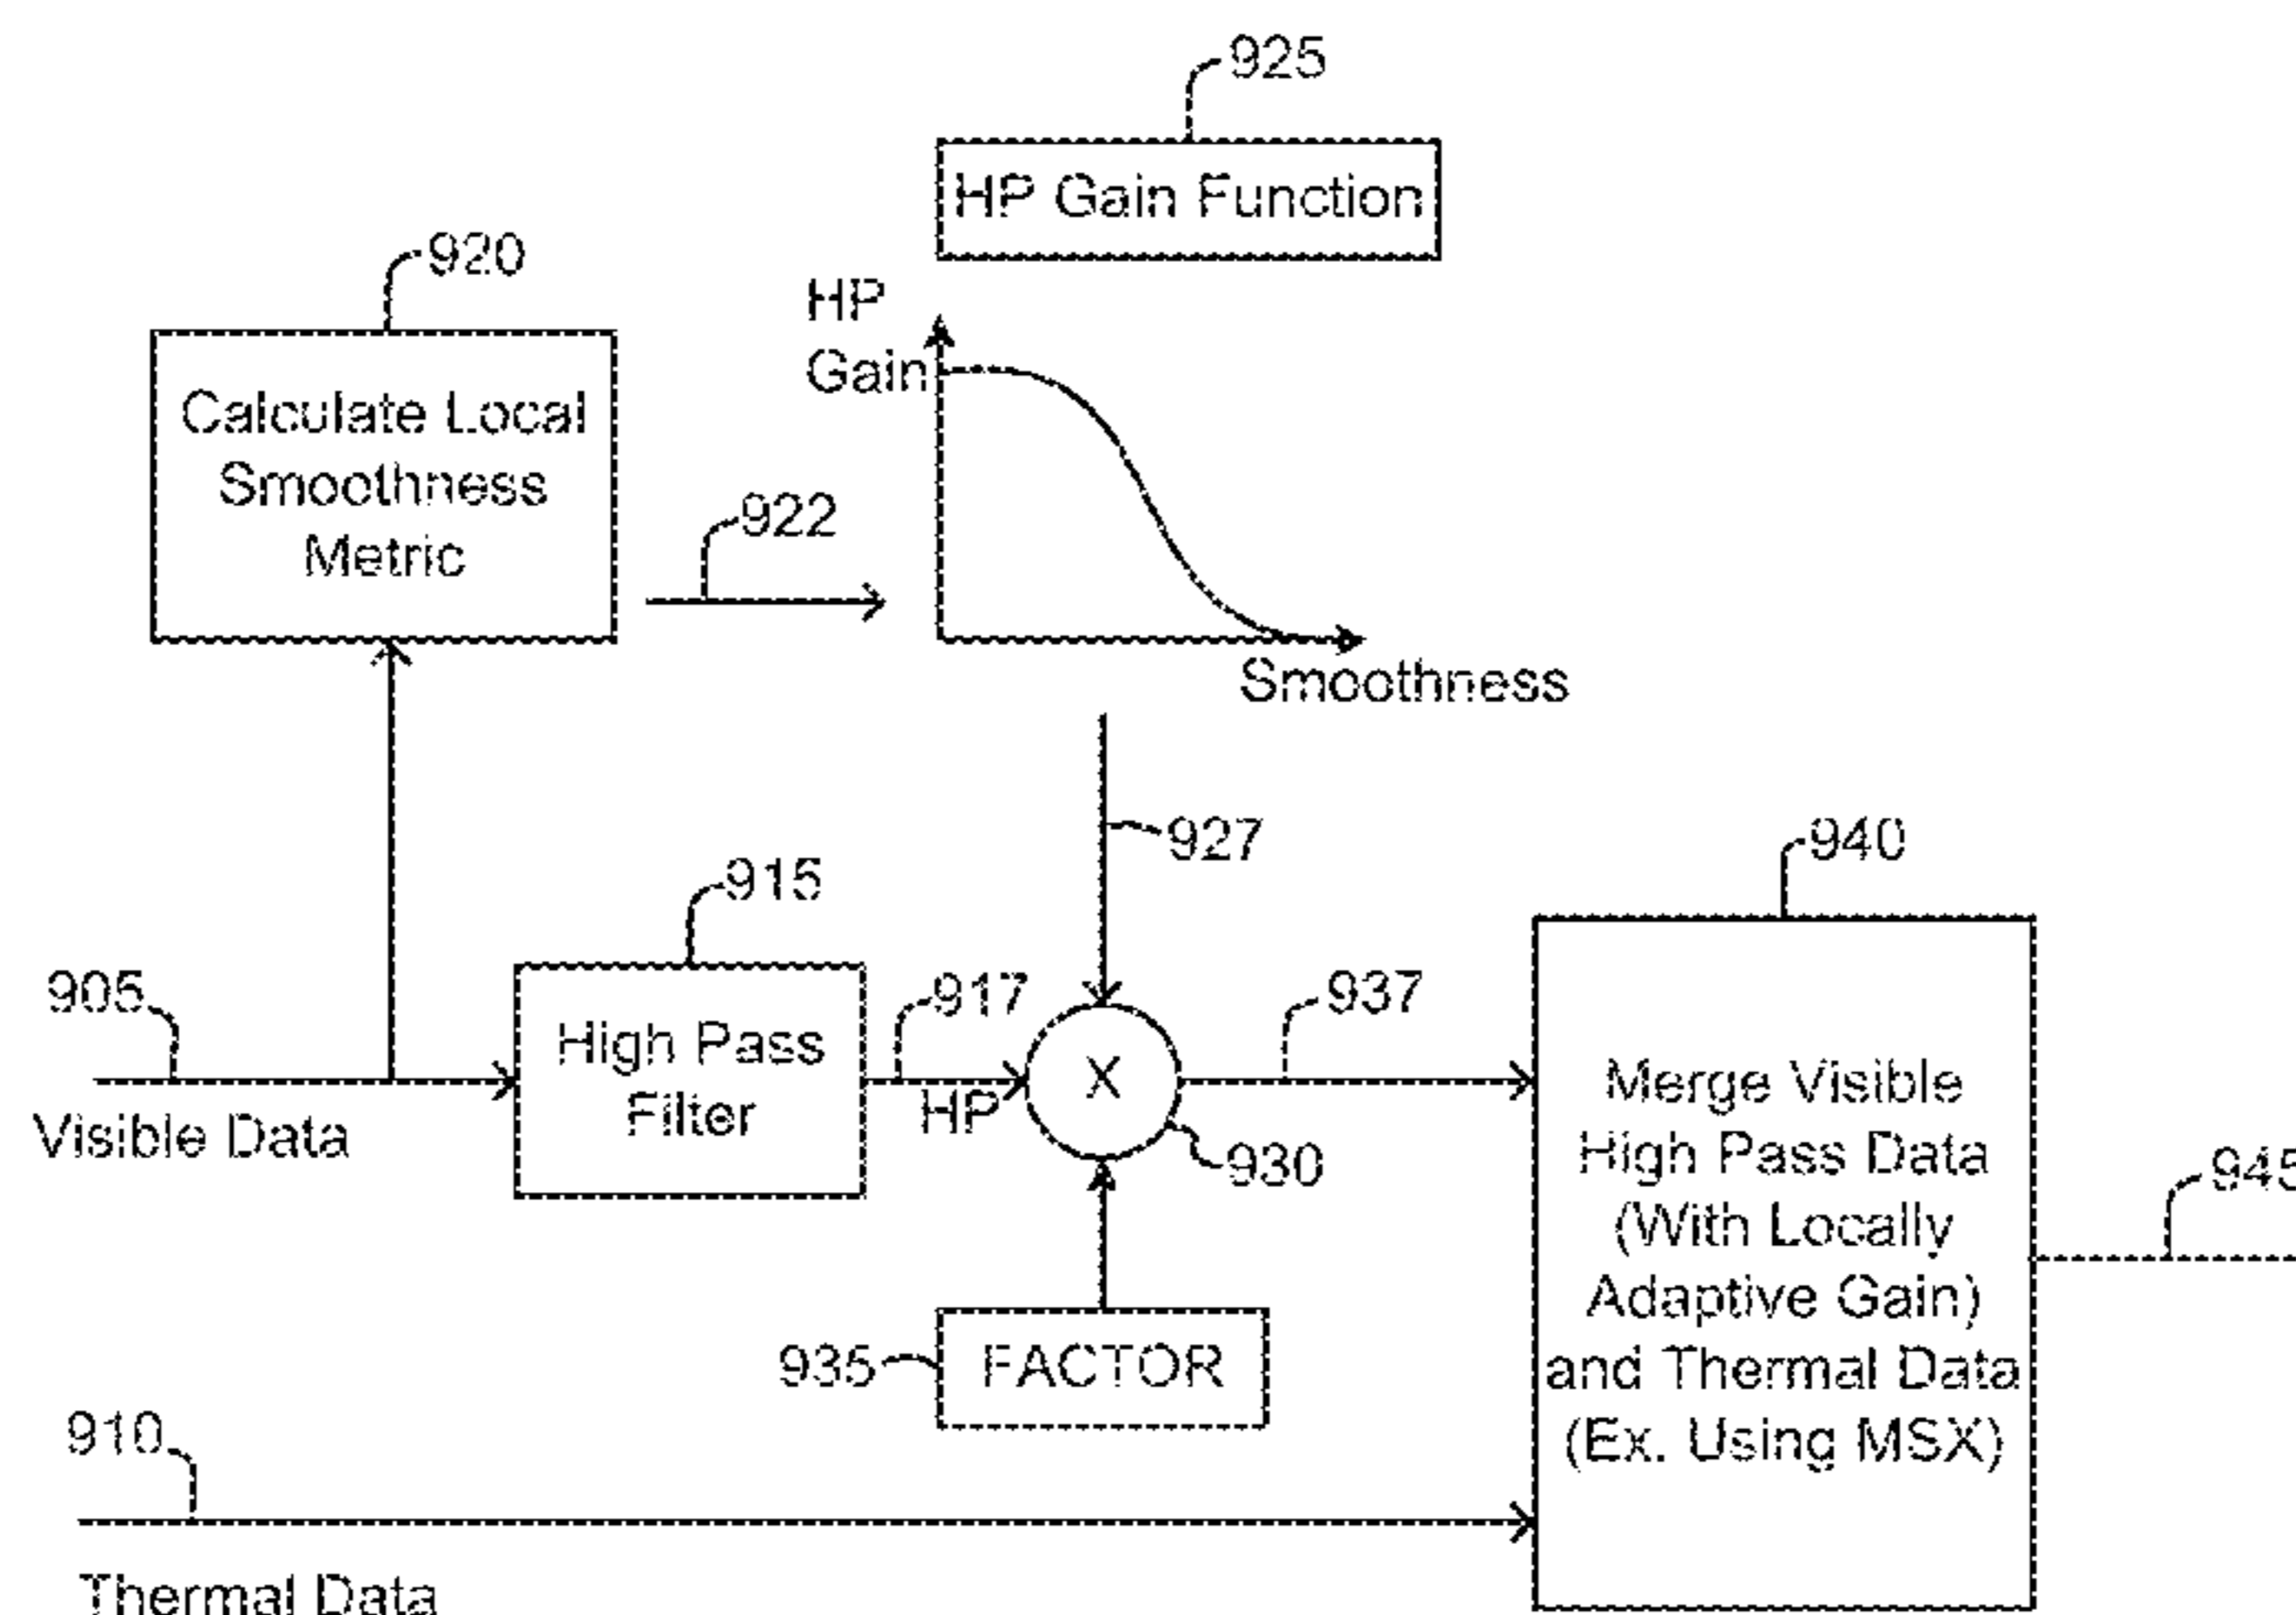 925
HP Gain Function
920
HP
Gain
Calculate Local
Smoothness
Metric
922
Smoothness
927
940
915
905
917
937
High Pass
Filter
HP
X
Visible Data
930
Merge Visible
High Pass Data
(With Locally
Adaptive Gain)
and Thermal Data
(Ex. Using MSX)
945
935
FACTOR
910
Thermal Data